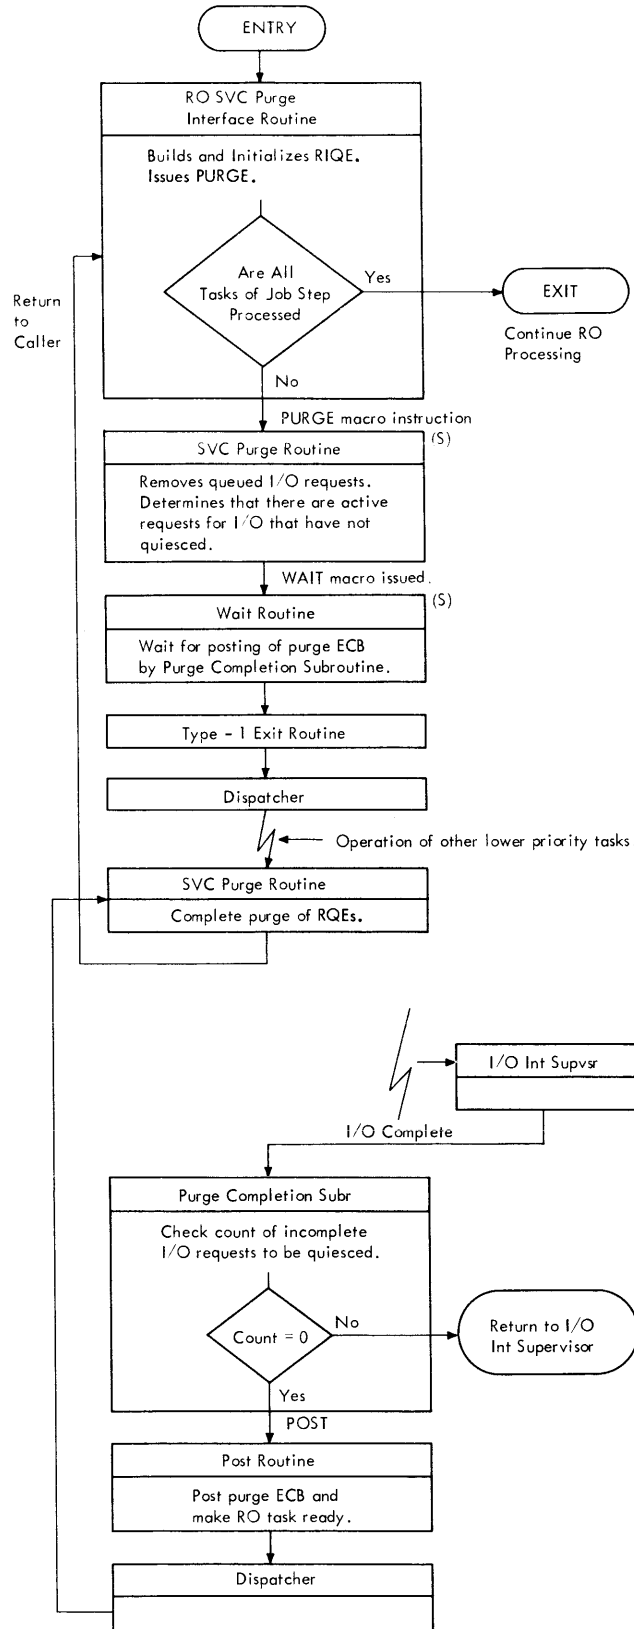 ENTRY
RO SVC Purge
Interface Routine
Builds and Initializes RIQE.
Issues PURGE.
Are All
Tasks of Job Step
Processed
Yes
EXIT
Continue RO
Processing
Return
to
Caller
No
PURGE macro instruction
(S)
SVC Purge Routine
Removes queued I/O requests.
Determines that there are active
requests for I/O that have not
quiesced.
WAIT macro issued.
(S)
Wait Routine
Wait for posting of purge ECB
by Purge Completion Subroutine.
Type - 1 Exit Routine
Dispatcher
Operation of other lower priority tasks
SVC Purge Routine
Complete purge of RQEs.
I/O Int Supvsr
I/O Complete
Purge Completion Subr
Check count of incomplete
I/O requests to be quiesced.
Count = 0
No
Return to I/O
Int Supervisor
Yes
POST
Post Routine
Post purge ECB and
make RO task ready.
Dispatcher